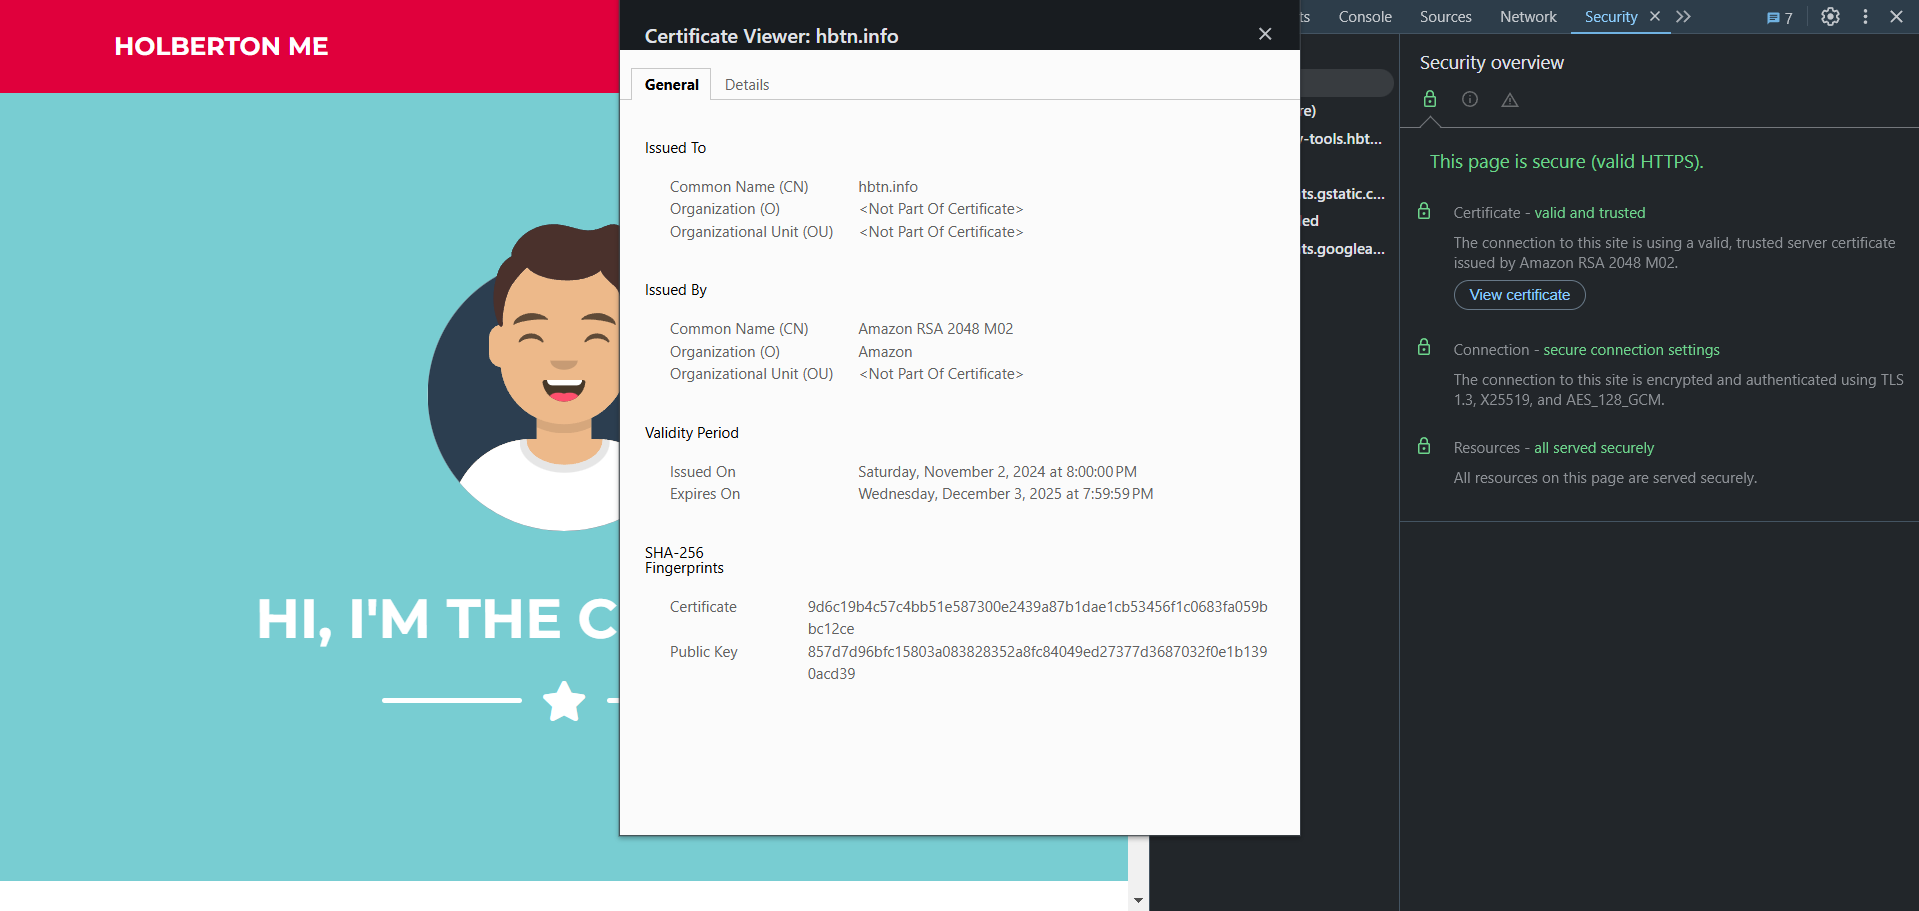 HOLBERTON ME
HI, I'M THE C
Certificate Viewer: hbtn.info
General Details
Issued To
Common Name (CN) hbtn.info
Organization (O) <Not Part Of Certificate>
Organizational Unit (OU) <Not Part Of Certificate>
Issued By
Common Name (CN) Amazon RSA 2048 M02
Organization (O) Amazon
Organizational Unit (OU) <Not Part Of Certificate>
Validity Period
Issued On Saturday, November 2, 2024 at 8:00:00 PM
Expires On Wednesday, December 3, 2025 at 7:59:59 PM
SHA-256
Fingerprints
Certificate 9d6c19b4c57c4bb51e587300e2439a87b1dae1cb53456f1c0683fa059b
bc12ce
Public Key 857d7d96bfc15803a083828352a8fc84049ed27377d3687032f0e1b139
0acd39
ts Console Sources Network Security 7
re)
y-tools.hbt...
ts.gstatic.c...
ed
ts.googlea...
Security overview
This page is secure (valid HTTPS).
Certificate - valid and trusted
The connection to this site is using a valid, trusted server certificate
issued by Amazon RSA 2048 M02.
View certificate
Connection - secure connection settings
The connection to this site is encrypted and authenticated using TLS
1.3, X25519, and AES_128_GCM.
Resources - all served securely
All resources on this page are served securely.